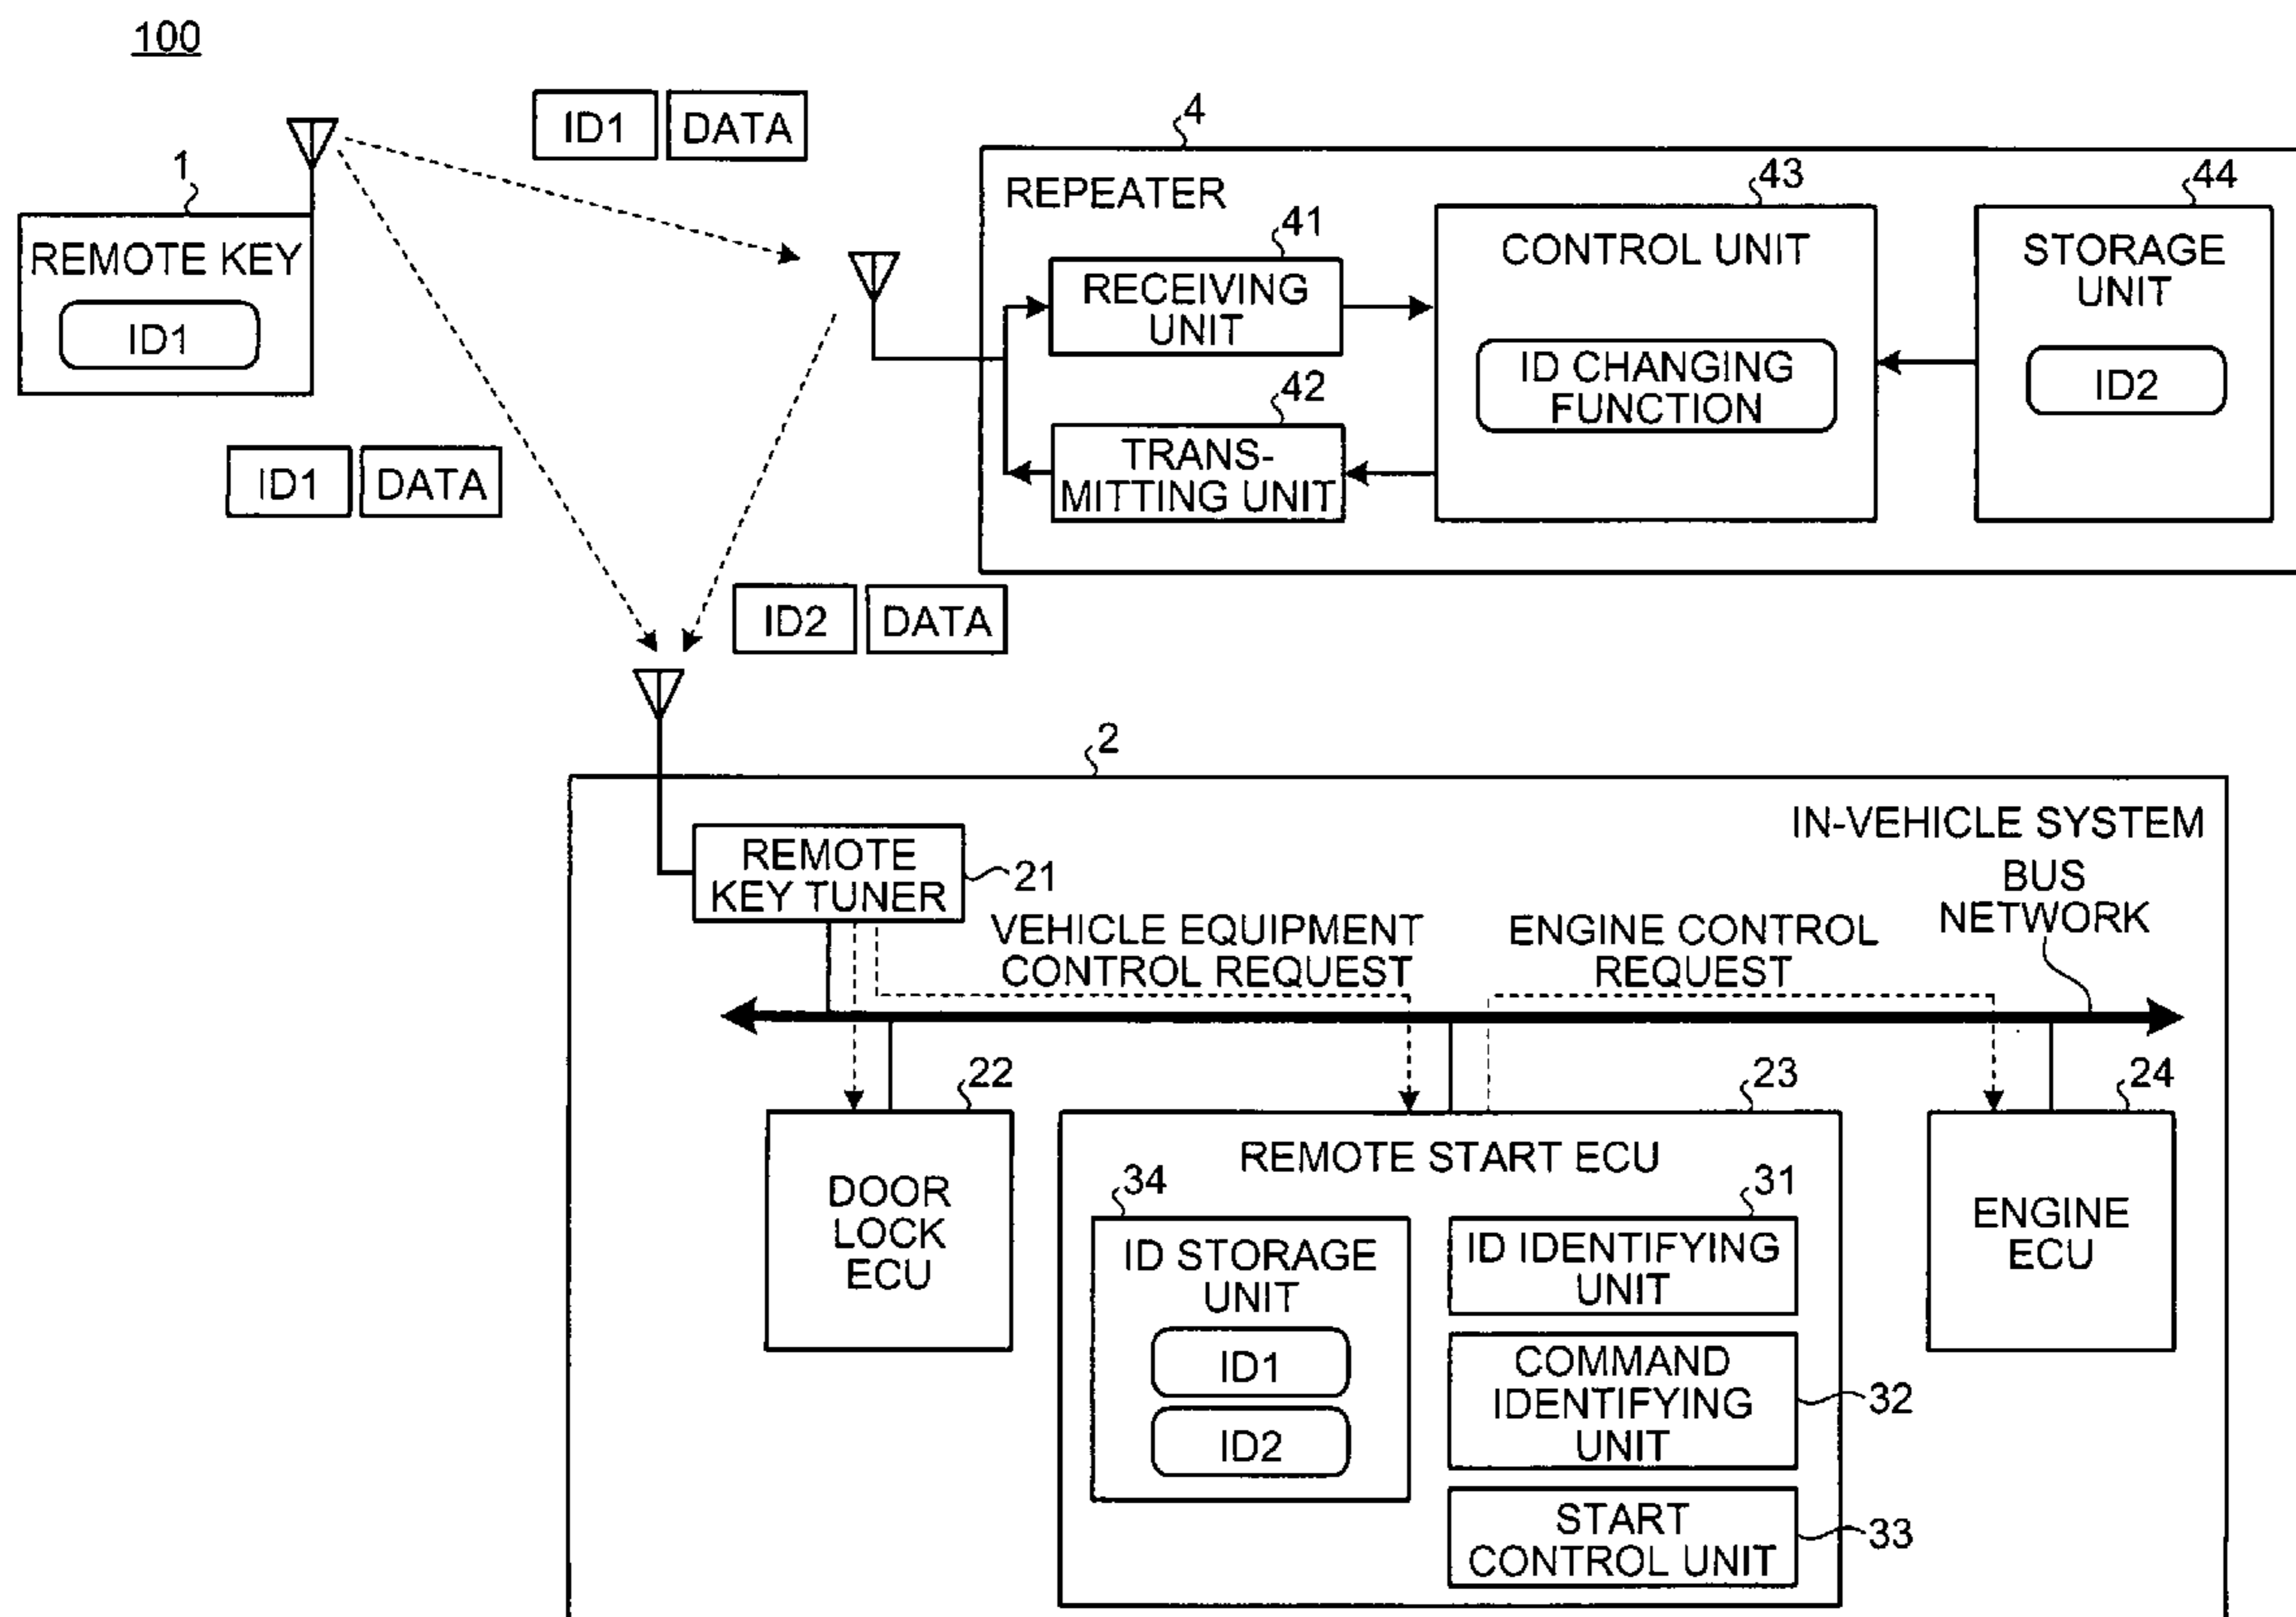 100
ID1 DATA
4
1
REMOTE KEY
ID1
REPEATER
41
RECEIVING
UNIT
42
TRANS-
MITTING UNIT
43
CONTROL UNIT
ID CHANGING
FUNCTION
44
STORAGE
UNIT
ID2
ID1 DATA
ID2 DATA
2
IN-VEHICLE SYSTEM
REMOTE
KEY TUNER
21
BUS
NETWORK
VEHICLE EQUIPMENT
CONTROL REQUEST
ENGINE CONTROL
REQUEST
22
DOOR
LOCK
ECU
23
REMOTE START ECU
34
ID STORAGE
UNIT
ID1
ID2
31
ID IDENTIFYING
UNIT
COMMAND
IDENTIFYING
UNIT
32
START
CONTROL UNIT
33
24
ENGINE
ECU